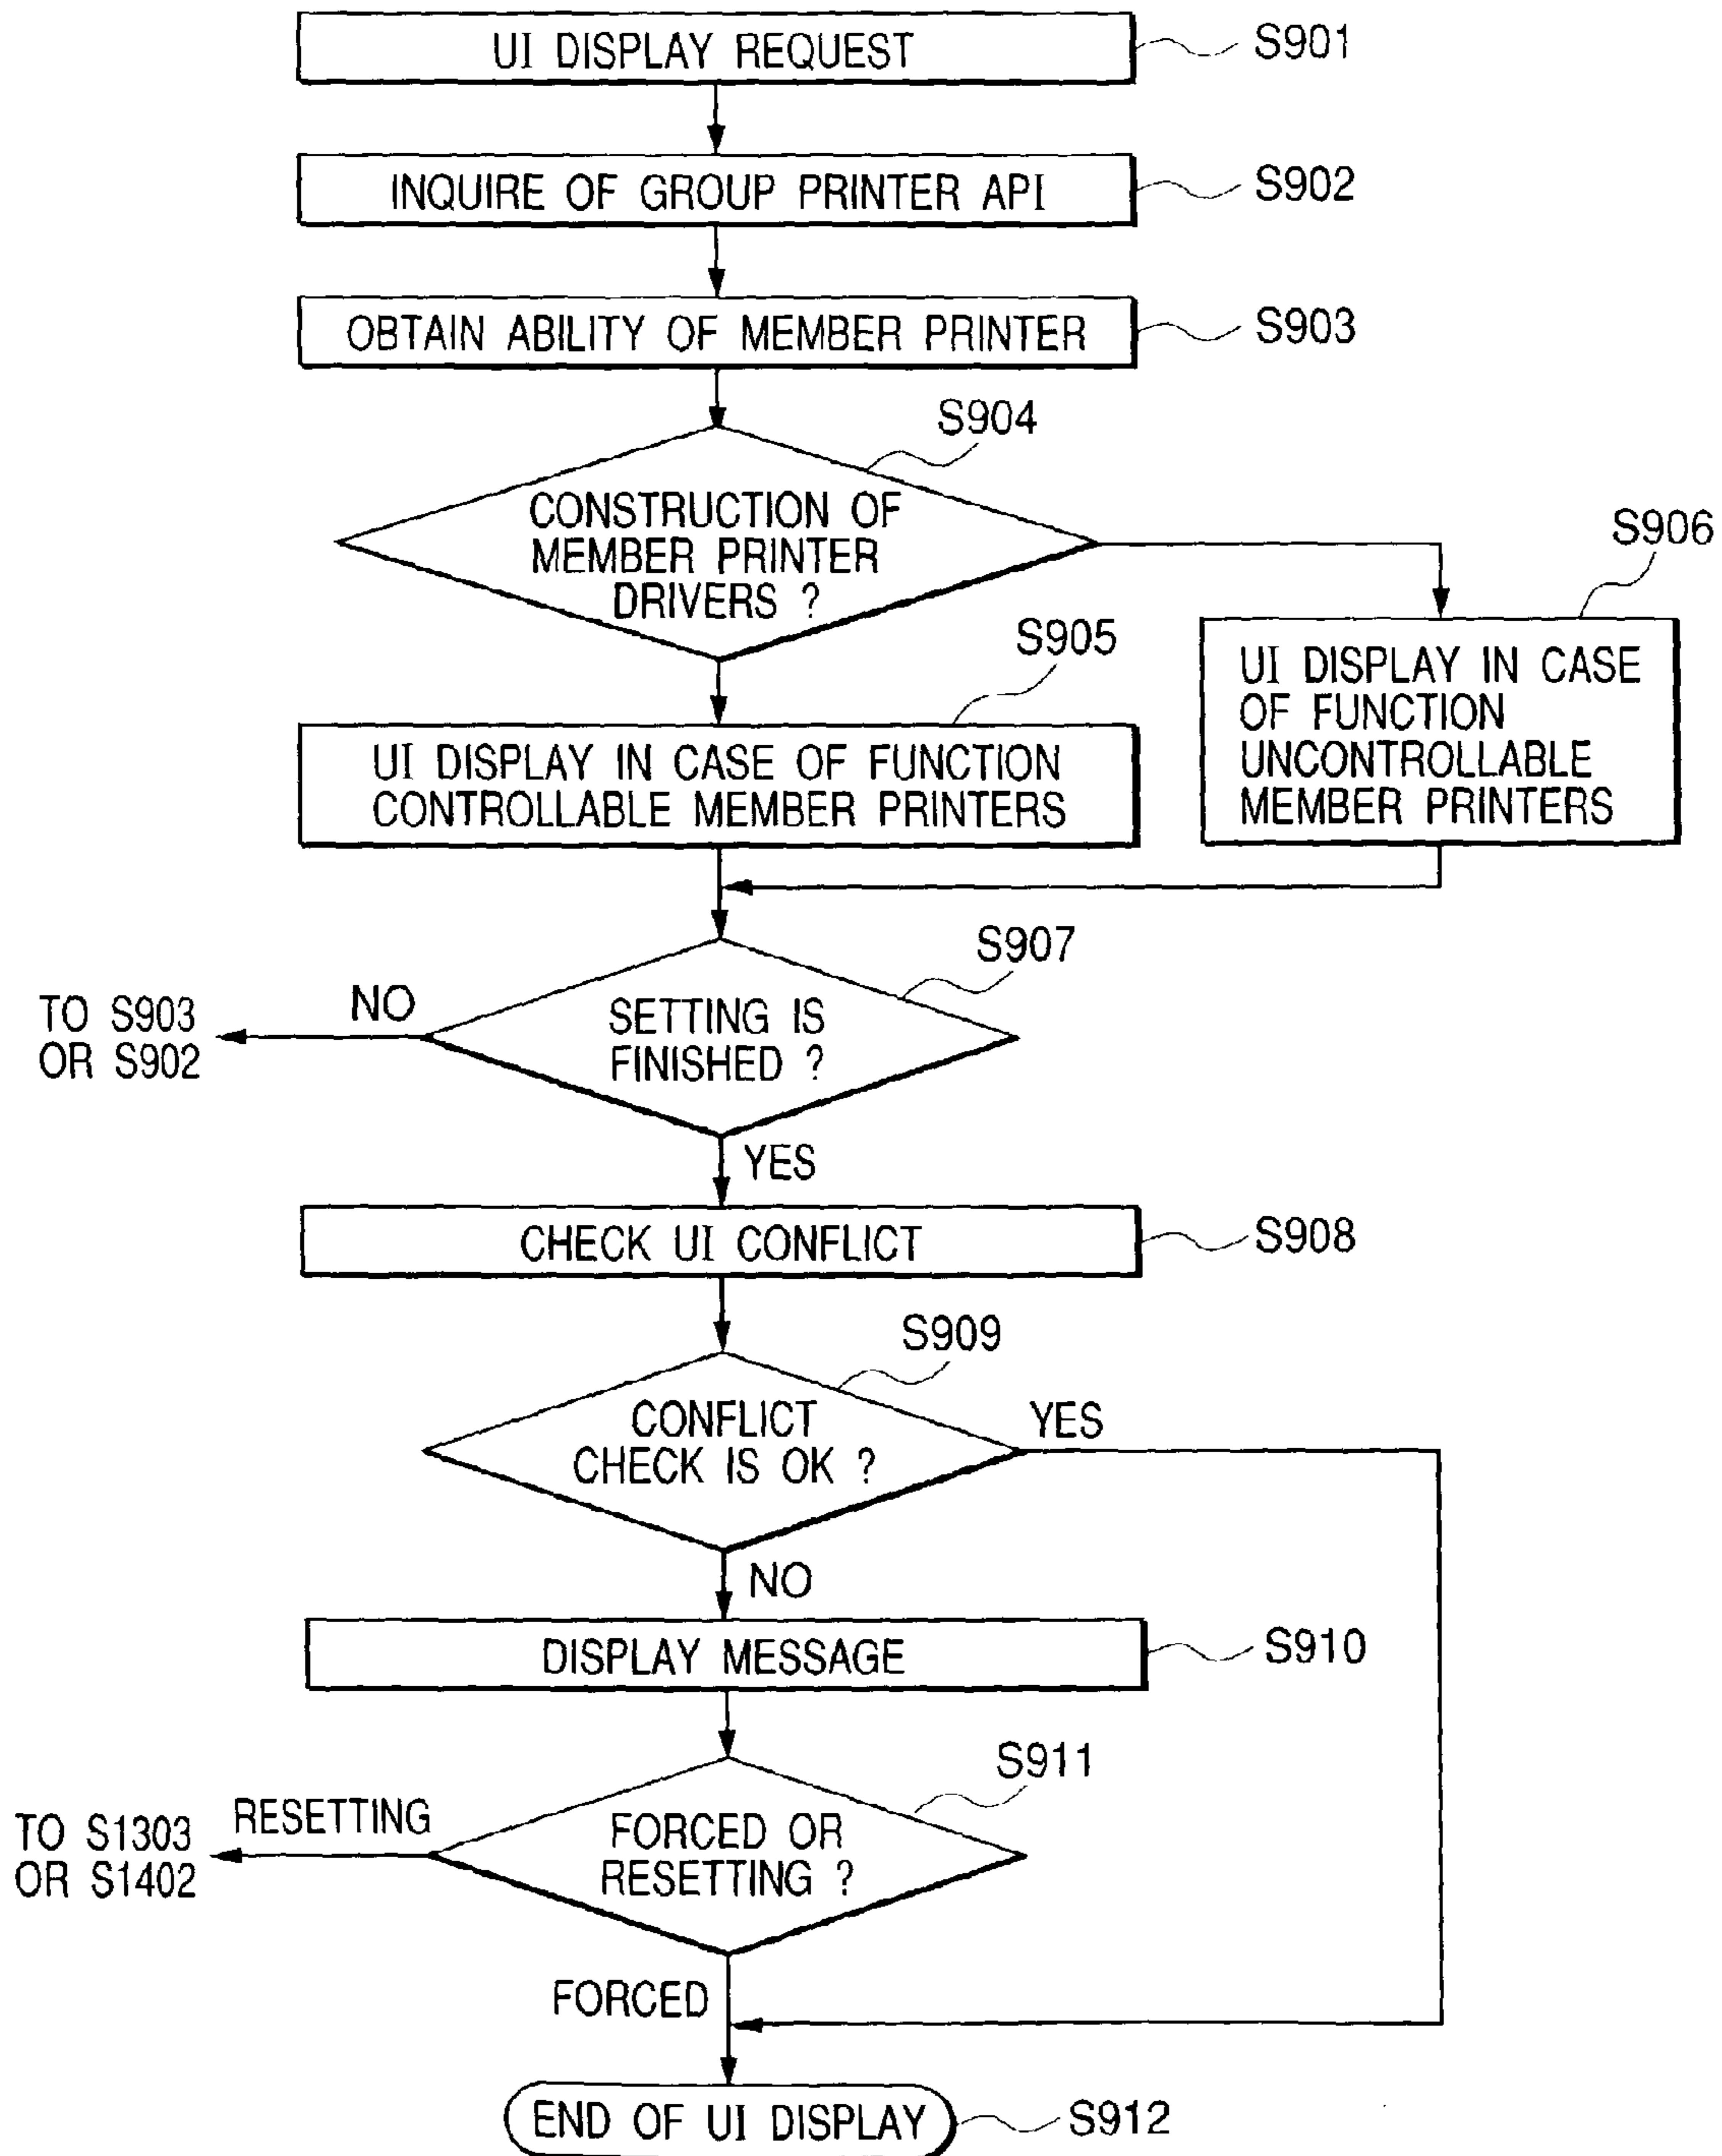 UI DISPLAY REQUEST
S901
INQUIRE OF GROUP PRINTER API
S902
OBTAIN ABILITY OF MEMBER PRINTER
S903
S904
CONSTRUCTION OF
MEMBER PRINTER
DRIVERS ?
S906
UI DISPLAY IN CASE
OF FUNCTION
UNCONTROLLABLE
MEMBER PRINTERS
S905
UI DISPLAY IN CASE OF FUNCTION
CONTROLLABLE MEMBER PRINTERS
S907
SETTING IS
FINISHED ?
NO
TO S903
OR S902
YES
CHECK UI CONFLICT
S908
S909
CONFLICT
CHECK IS OK ?
YES
NO
DISPLAY MESSAGE
S910
S911
FORCED OR
RESETTING ?
RESETTING
TO S1303
OR S1402
FORCED
END OF UI DISPLAY
S912